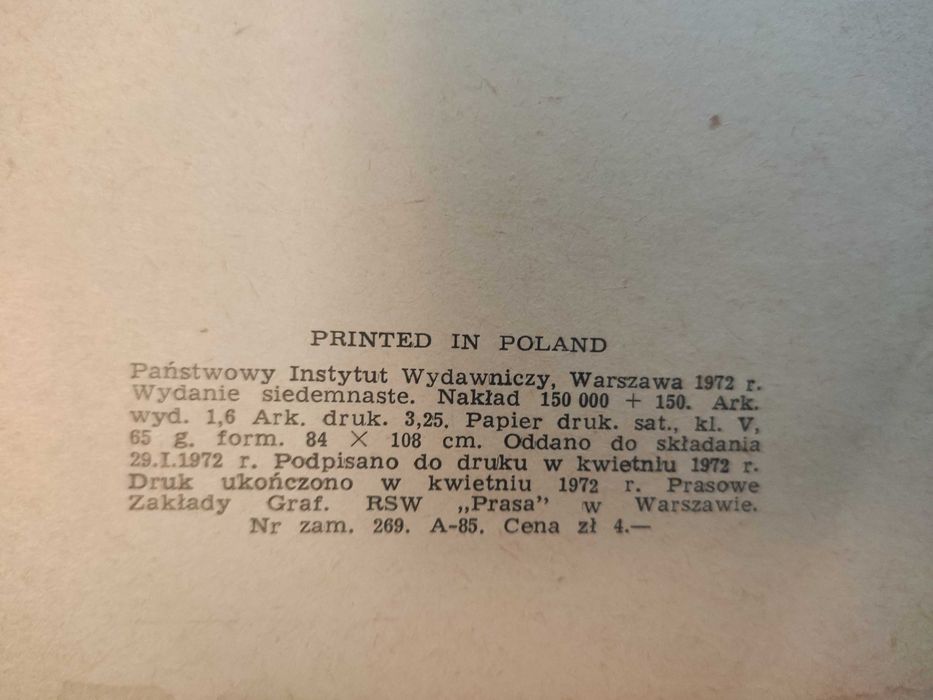 PRINTED IN POLAND
Państwowy Instytut Wydawniczy, Warszawa 1972 r.
Wydanie siedemnaste. Nakład 150 000 + 150. Ark.
wyd. 1,6 Ark. druk. 3,25. Papier druk. sat., kl. V,
65 g. form. 84 × 108 cm. Oddano do składania
29.I.1972 r. Podpisano do druku w kwietniu 1972 r.
Druk ukończono w kwietniu 1972 r. Prasowe
Zakłady Graf. RSW „Prasa” w Warszawie.
Nr zam. 269. A-85. Cena zł 4.—